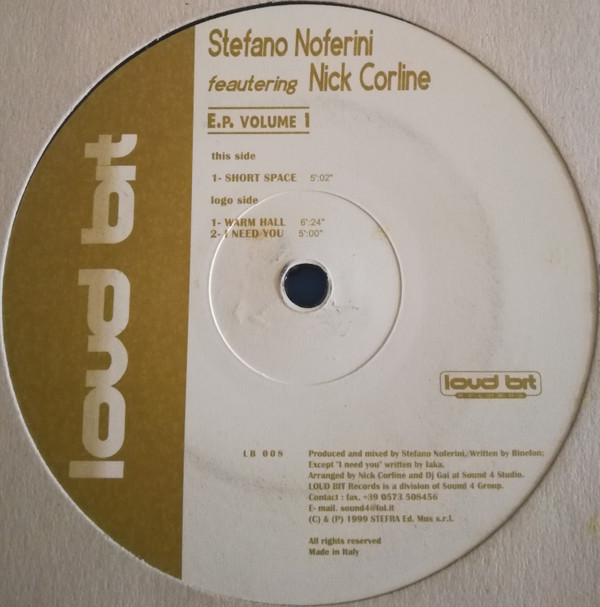 Stefano Noferini
feautering Nick Corline
E.P. VOLUME 1
this side
1- SHORT SPACE 5':02"
logo side
1- WARM HALL 6':24"
2- I NEED YOU 5':00"
loud bit
loud bit
RECORDS
LB 008
Produced and mixed by Stefano Noferini,/Written by Binefon;
Except "I need you" written by Iaka.
Arranged by Nick Corline and Dj Gai at Sound 4 Studio.
LOUD BIT Records is a division of Sound 4 Group.
Contact : fax. +39 0573 508456
E- mail. sound4@tol.it
(C) & (P) 1999 STEFRA Ed. Mus s.r.l.
All rights reserved
Made in Italy